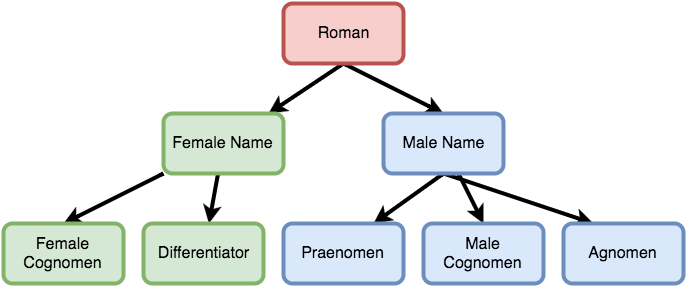 Roman
Female Name
Male Name
Female
Cognomen
Differentiator
Praenomen
Male
Cognomen
Agnomen